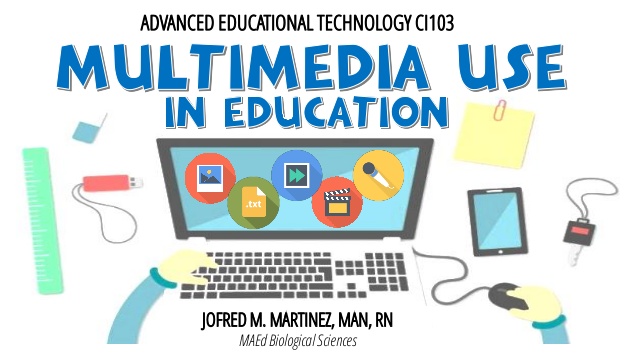 ADVANCED EDUCATIONAL TECHNOLOGY CI103
MULTIMEDIA USE
IN EDUCATION
.txt
JOFRED M. MARTINEZ, MAN, RN
MAEd Biological Sciences